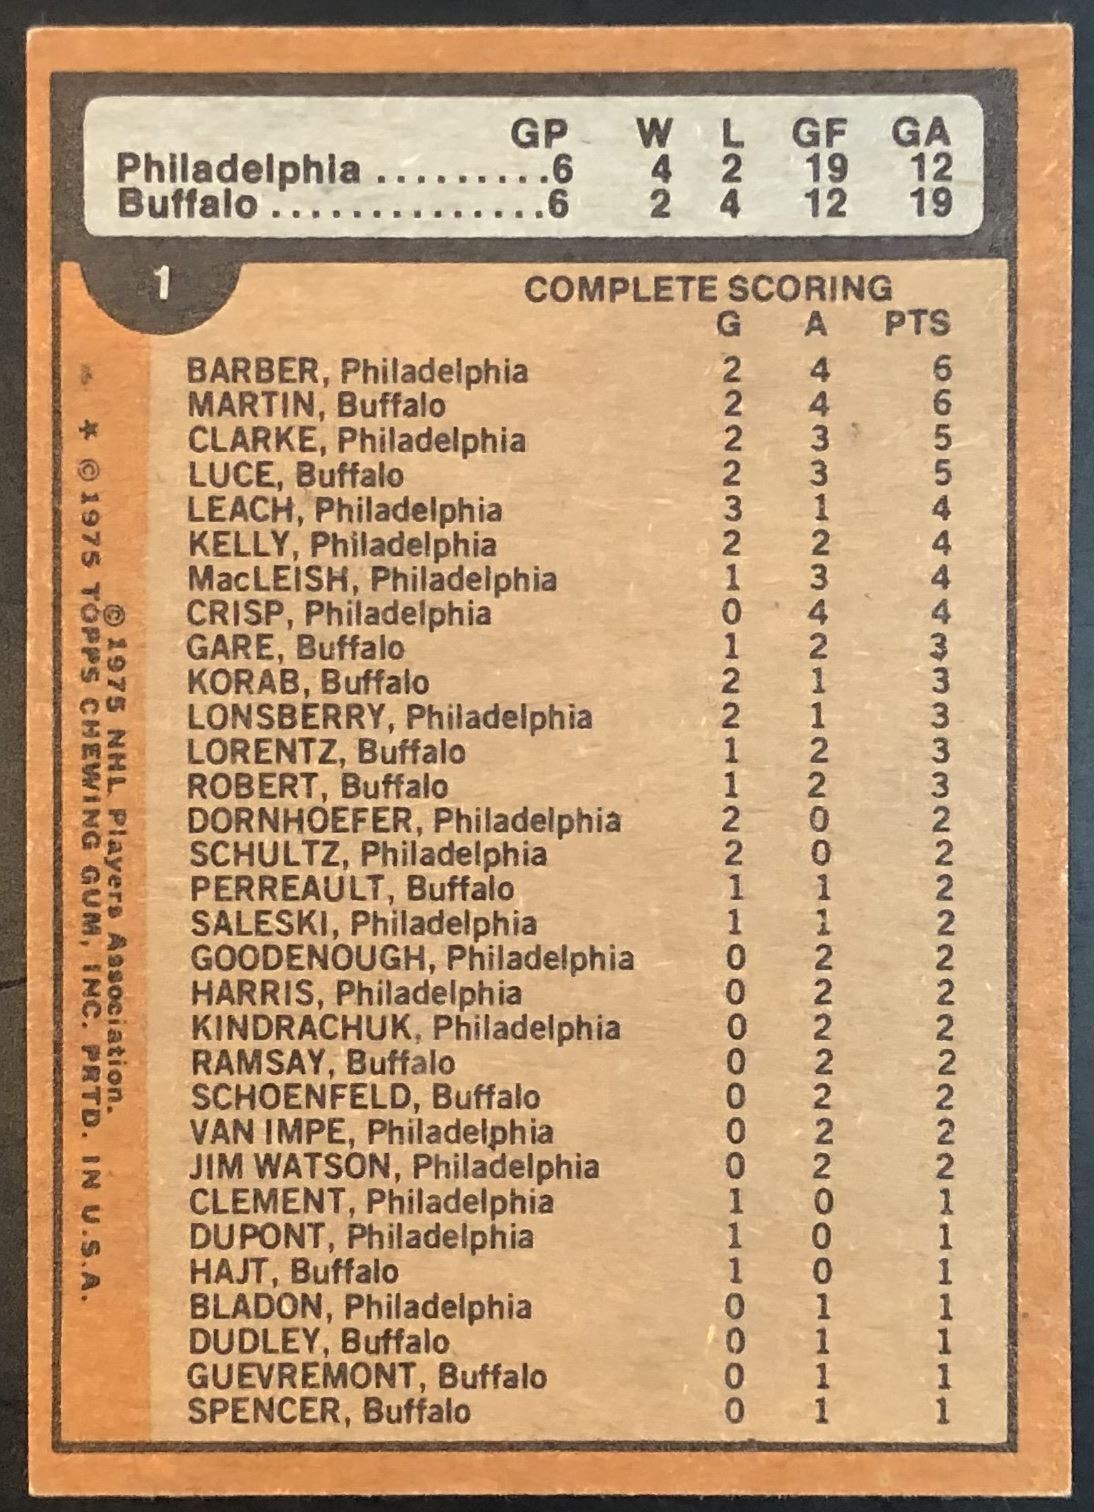 GP W L GF GA
Philadelphia .........6 4 2 19 12
Buffalo ..............6 2 4 12 19
1
COMPLETE SCORING
G A PTS
BARBER, Philadelphia 2 4 6
MARTIN, Buffalo 2 4 6
CLARKE, Philadelphia 2 3 5
LUCE, Buffalo 2 3 5
LEACH, Philadelphia 3 1 4
KELLY, Philadelphia 2 2 4
MacLEISH, Philadelphia 1 3 4
CRISP, Philadelphia 0 4 4
GARE, Buffalo 1 2 3
KORAB, Buffalo 2 1 3
LONSBERRY, Philadelphia 2 1 3
LORENTZ, Buffalo 1 2 3
ROBERT, Buffalo 1 2 3
DORNHOEFER, Philadelphia 2 0 2
SCHULTZ, Philadelphia 2 0 2
PERREAULT, Buffalo 1 1 2
SALESKI, Philadelphia 1 1 2
GOODENOUGH, Philadelphia 0 2 2
HARRIS, Philadelphia 0 2 2
KINDRACHUK, Philadelphia 0 2 2
RAMSAY, Buffalo 0 2 2
SCHOENFELD, Buffalo 0 2 2
VAN IMPE, Philadelphia 0 2 2
JIM WATSON, Philadelphia 0 2 2
CLEMENT, Philadelphia 1 0 1
DUPONT, Philadelphia 1 0 1
HAJT, Buffalo 1 0 1
BLADON, Philadelphia 0 1 1
DUDLEY, Buffalo 0 1 1
GUEVREMONT, Buffalo 0 1 1
SPENCER, Buffalo 0 1 1
© 1975 NHL Players Association.
* * © 1975 TOPPS CHEWING GUM, INC. PRTD. IN U.S.A.